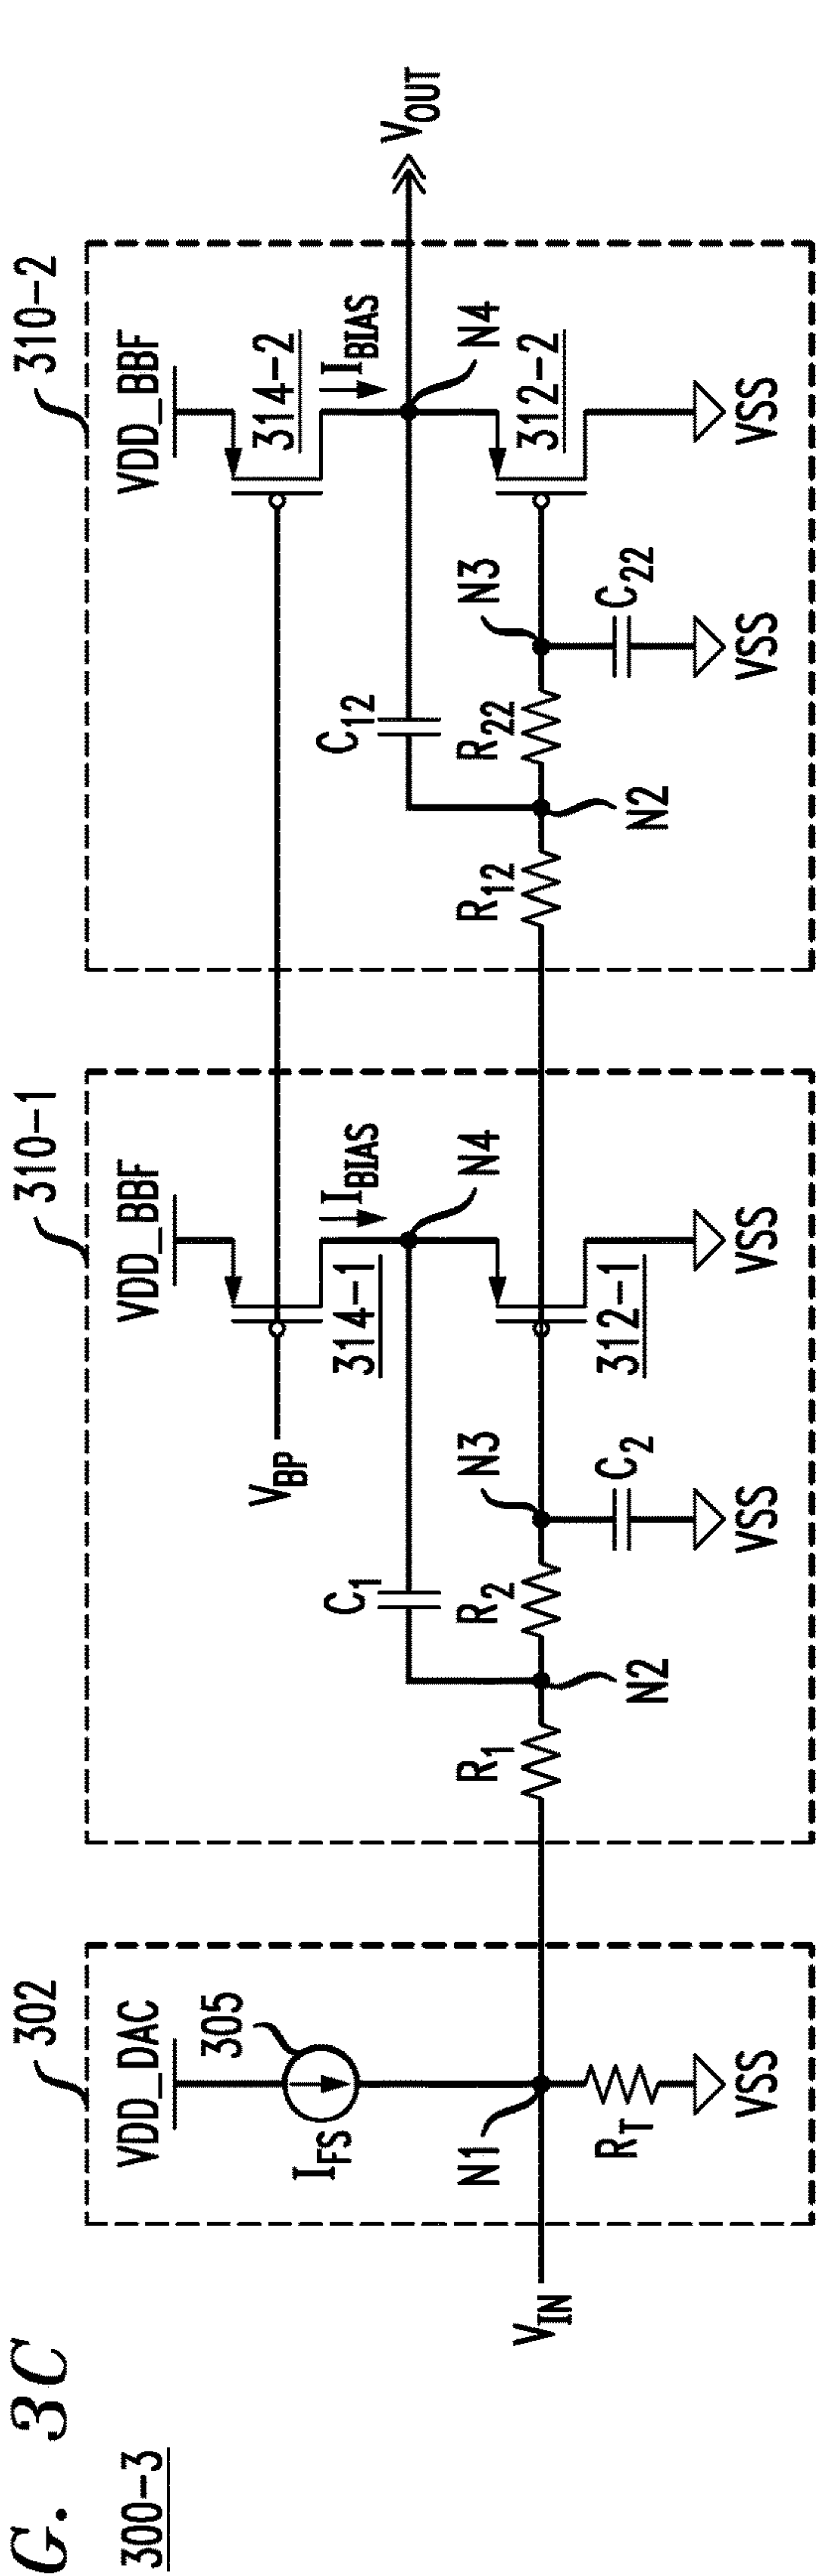 G. 3C
300-3
302
VDD_DAC
305
I_FS
N1
R_T
VSS
V_IN
310-1
VDD_BBF
314-1
I_BIAS
N4
V_BP
C_1
R_1
N2
R_2
N3
C_2
VSS
312-1
VSS
310-2
VDD_BBF
314-2
I_BIAS
N4
V_OUT
C_12
R_12
N2
R_22
N3
C_22
VSS
312-2
VSS